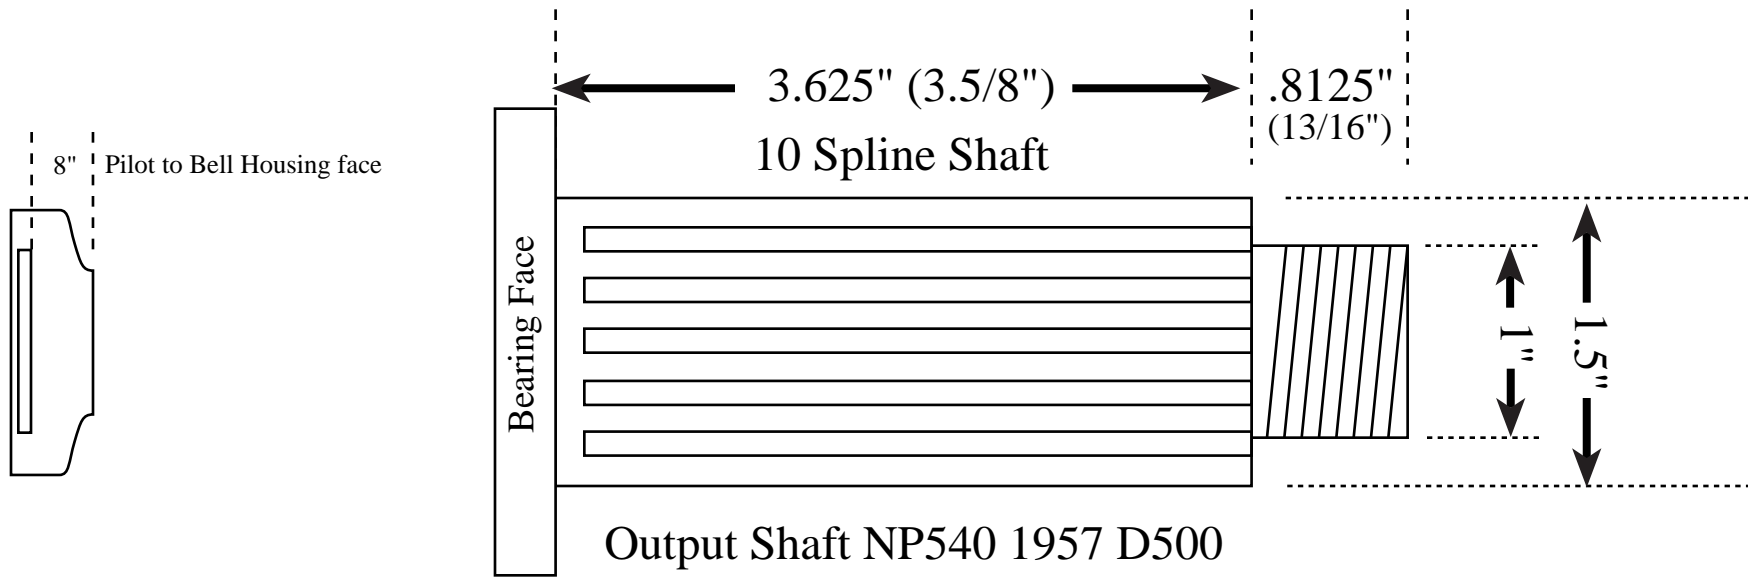 3.625" (3.5/8")
.8125"
(13/16")
10 Spline Shaft
8" Pilot to Bell Housing face
Bearing Face
1"
1.5"
Output Shaft NP540 1957 D500